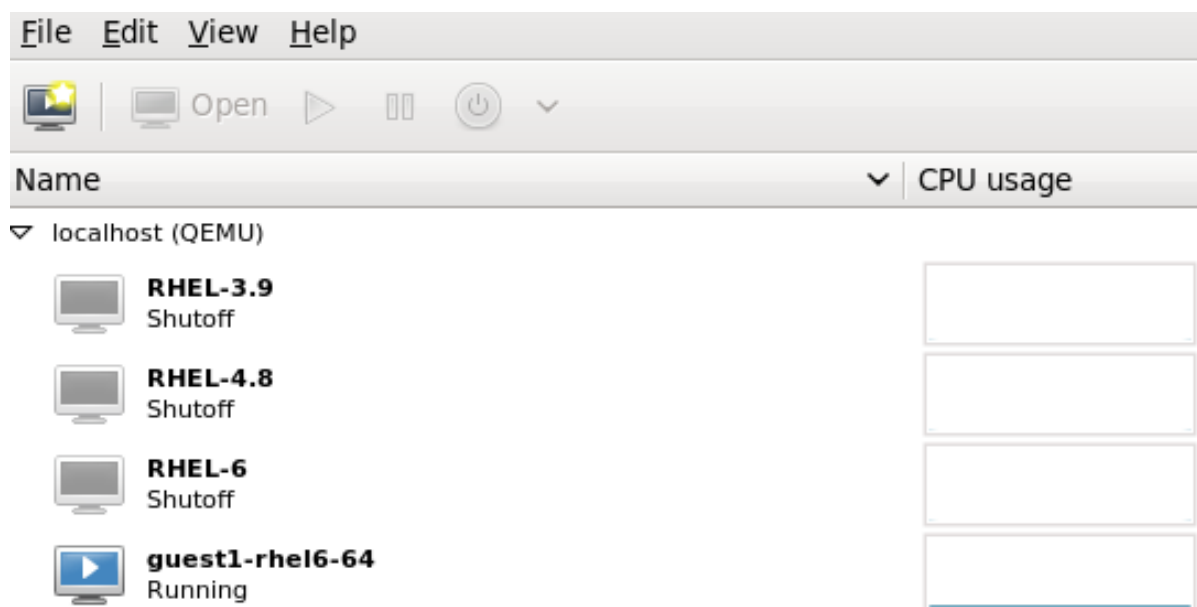 File Edit View Help
Open
Name CPU usage
localhost (QEMU)
RHEL-3.9
Shutoff
RHEL-4.8
Shutoff
RHEL-6
Shutoff
guest1-rhel6-64
Running